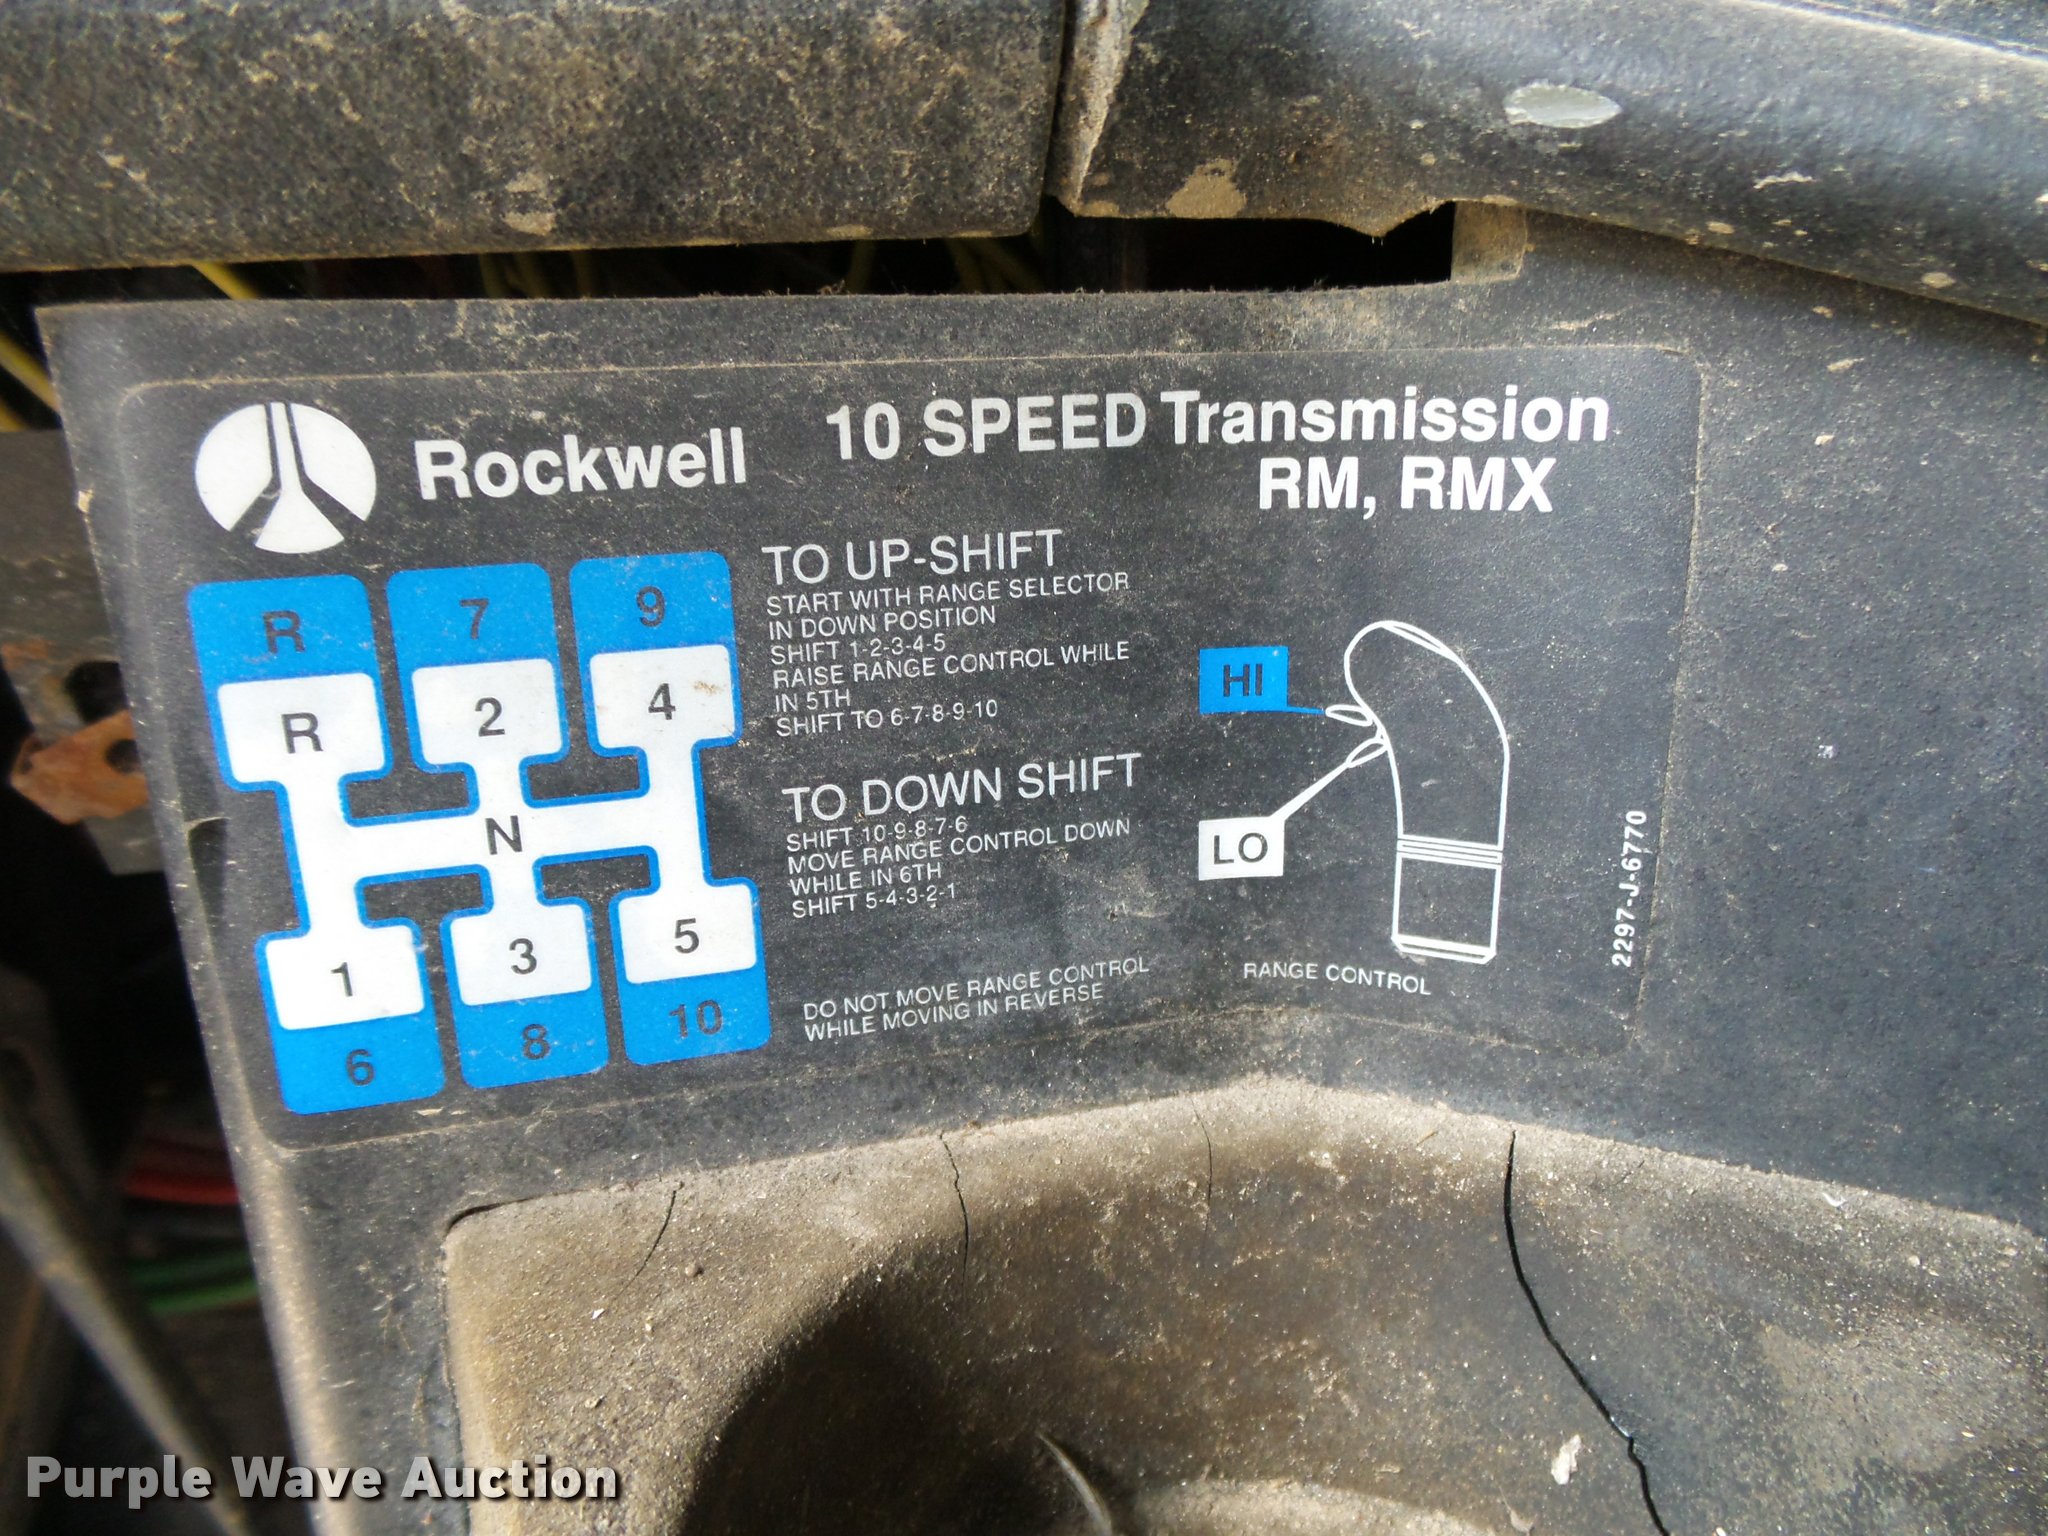 Rockwell
10 SPEED Transmission
RM, RMX
R 7 9
R 2 4
N
1 3 5
6 8 10
TO UP-SHIFT
START WITH RANGE SELECTOR
IN DOWN POSITION
SHIFT 1-2-3-4-5
RAISE RANGE CONTROL WHILE
IN 5TH
SHIFT TO 6-7-8-9-10
TO DOWN SHIFT
SHIFT 10-9-8-7-6
MOVE RANGE CONTROL DOWN
WHILE IN 6TH
SHIFT 5-4-3-2-1
DO NOT MOVE RANGE CONTROL
WHILE MOVING IN REVERSE
HI
LO
RANGE CONTROL
2297-J-6770
Purple Wave Auction